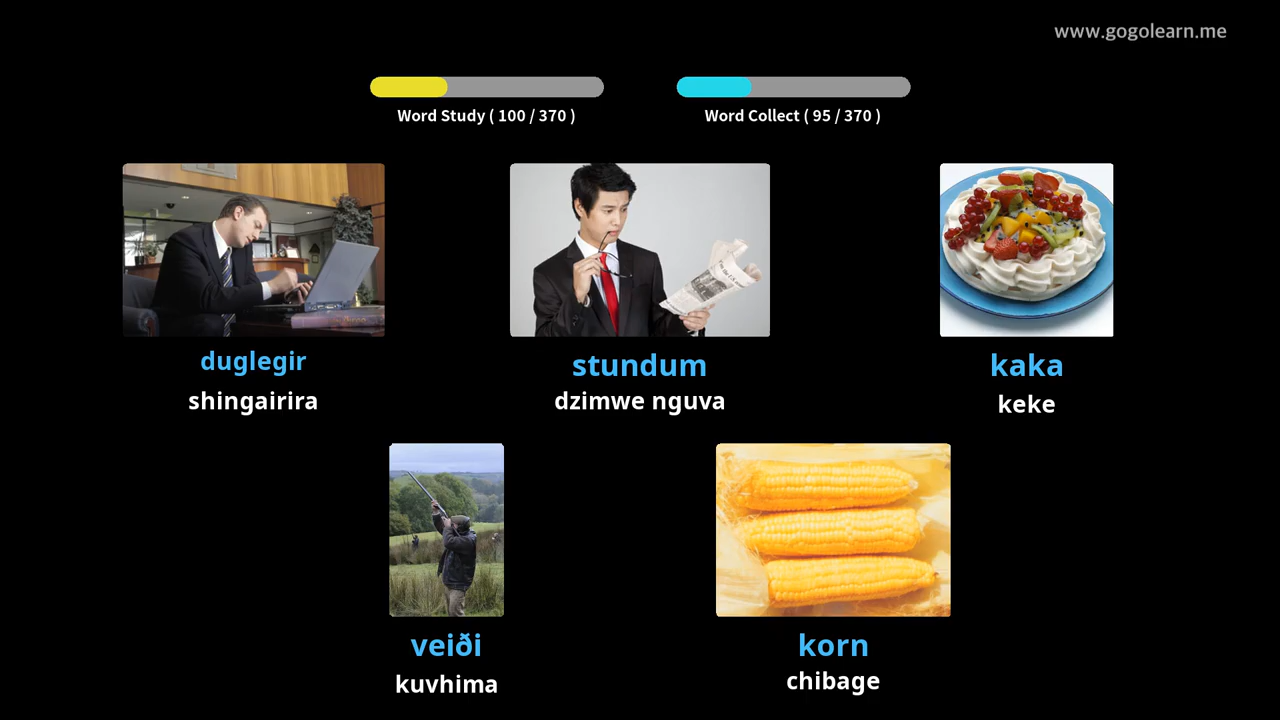 www.gogolearn.me
Word Study ( 100 / 370 )
Word Collect ( 95 / 370 )
duglegir
shingairira
stundum
dzimwe nguva
kaka
keke
veiði
kuvhima
korn
chibage